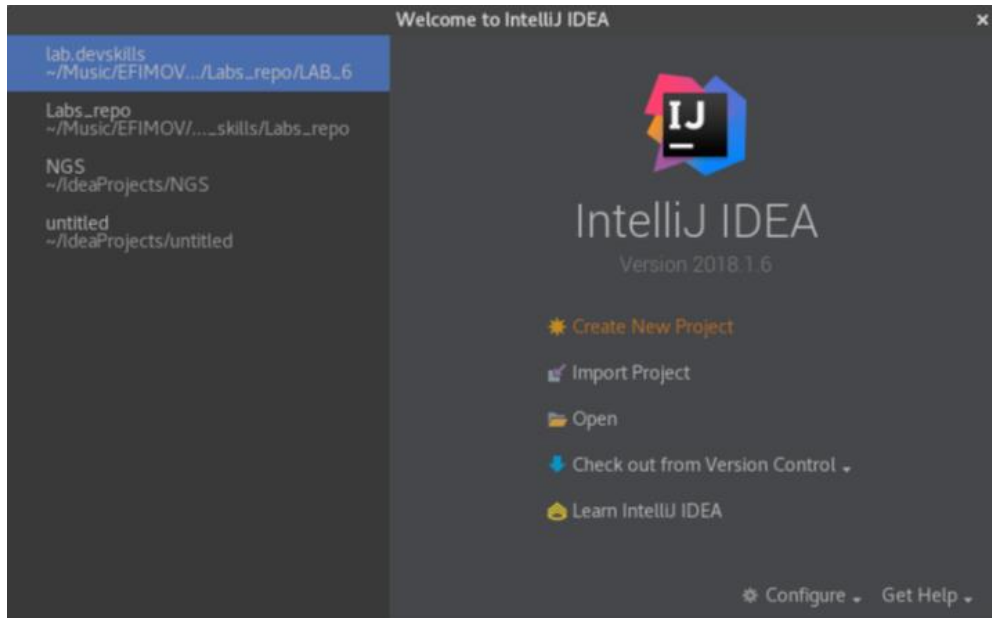 Welcome to IntelliJ IDEA
lab.devskills
~/Music/EFIMOV.../Labs_repo/LAB_6
Labs_repo
~/Music/EFIMOV/..._skills/Labs_repo
NGS
~/IdeaProjects/NGS
untitled
~/IdeaProjects/untitled
IJ
IntelliJ IDEA
Version 2018.1.6
Create New Project
Import Project
Open
Check out from Version Control
Learn IntelliJ IDEA
Configure Get Help